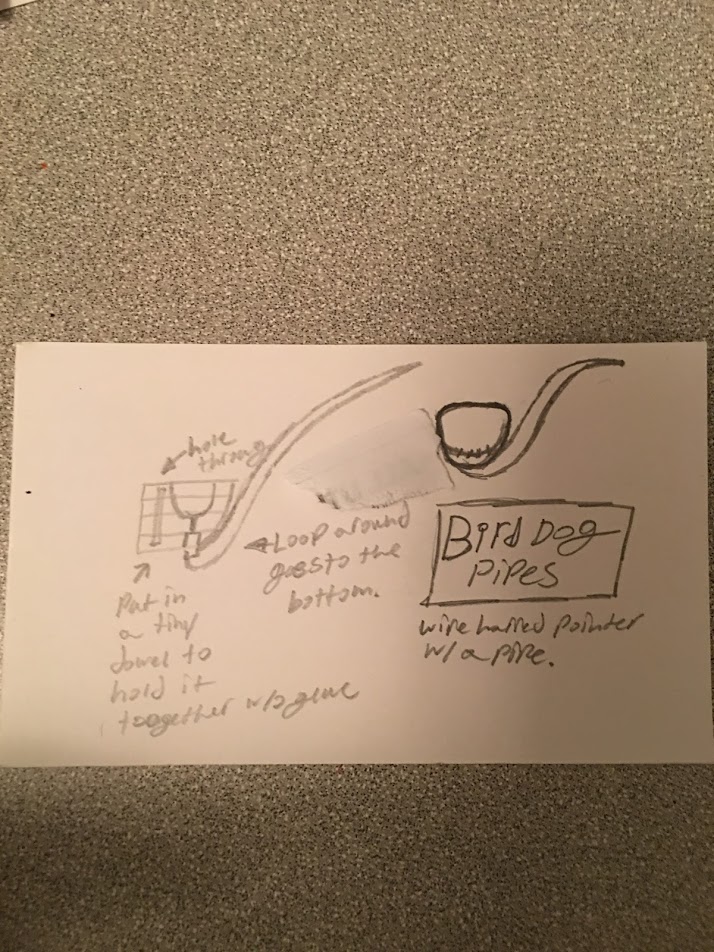 hole
through
Loop around
goes to the
bottom.
Put in
a tiny
dowel to
hold it
toogether w/o glue
Bird Dog
Pipes
wire haired pointer
w/ a pipe.